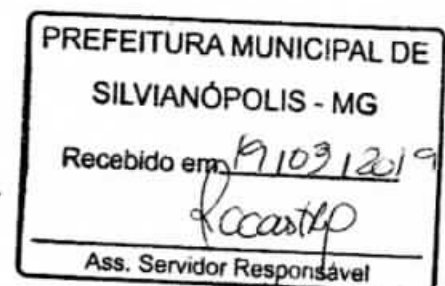 PREFEITURA MUNICIPAL DE
SILVIANÓPOLIS - MG
Recebido em 19/03/2019
Ass. Servidor Responsável